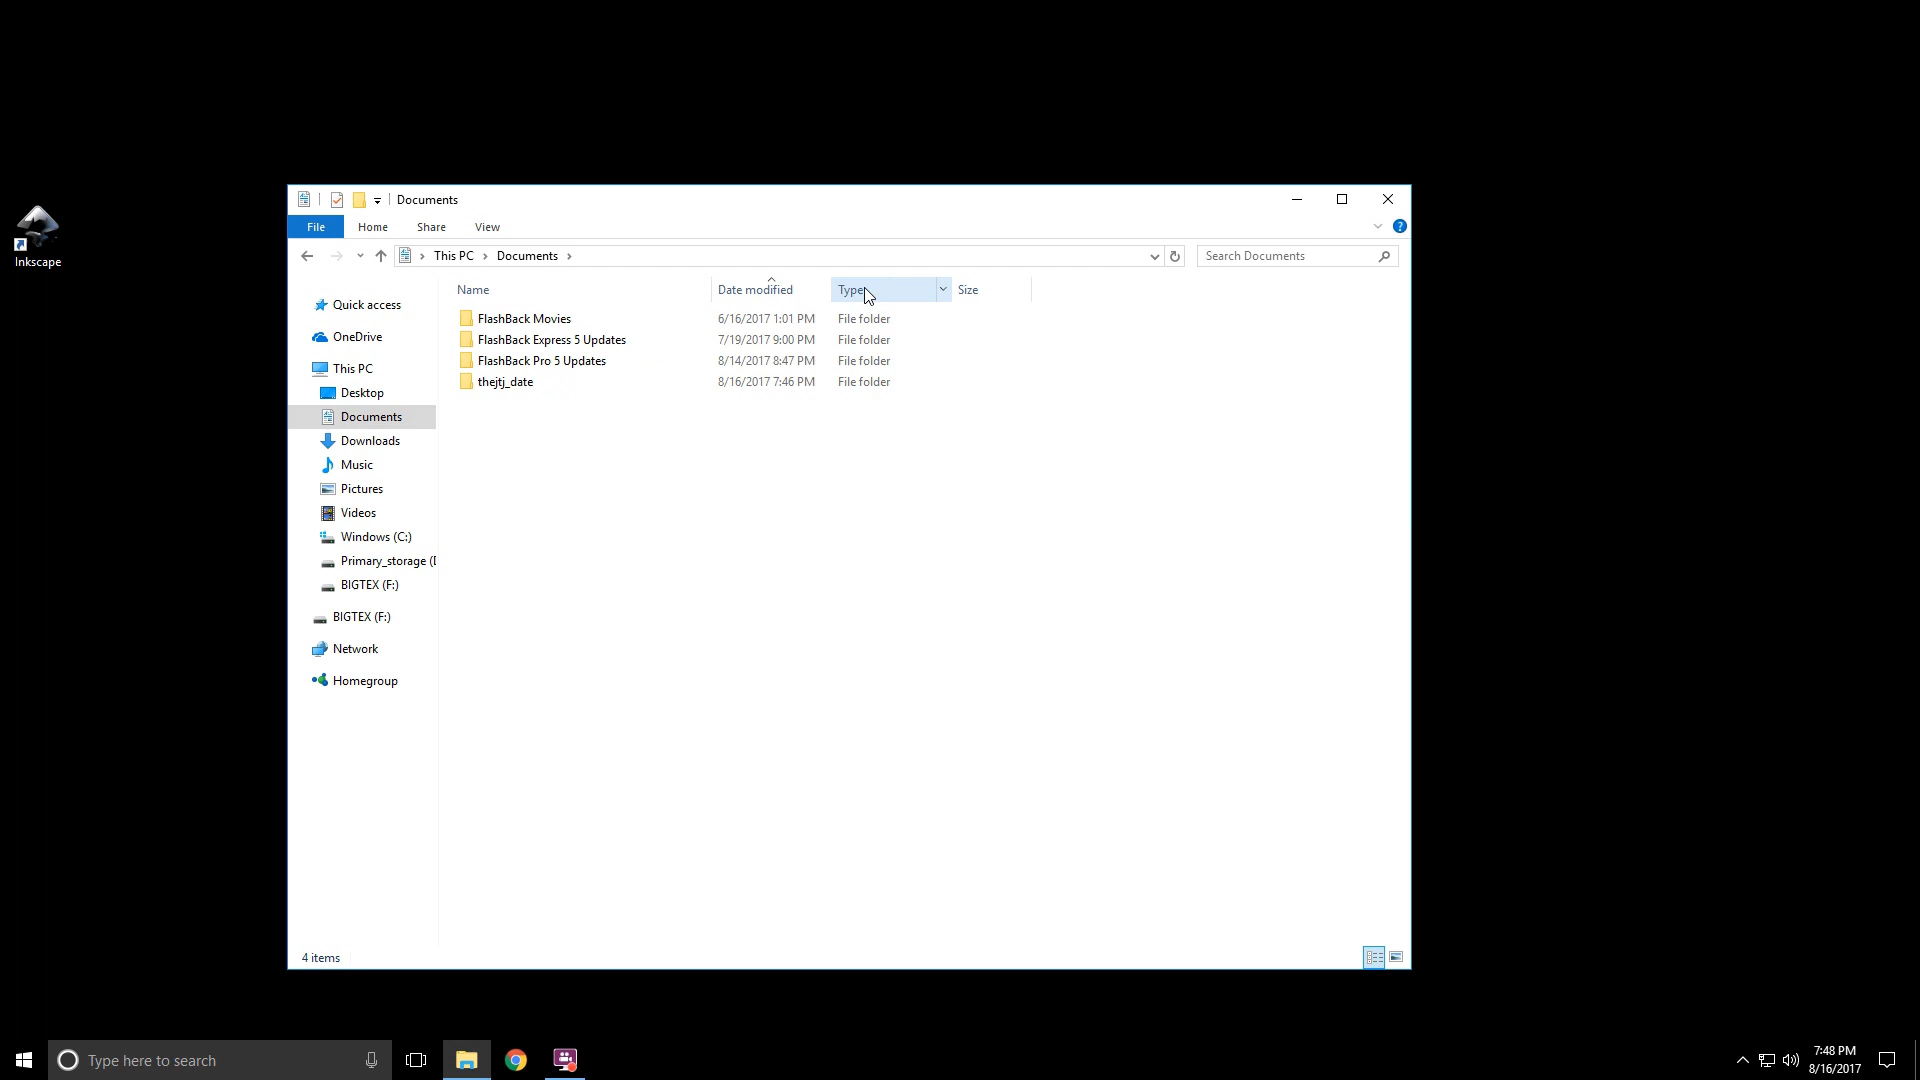 Inkscape
Documents
File Home Share View
This PC Documents
Search Documents
Name Date modified Type Size
FlashBack Movies 6/16/2017 1:01 PM File folder
FlashBack Express 5 Updates 7/19/2017 9:00 PM File folder
FlashBack Pro 5 Updates 8/14/2017 8:47 PM File folder
thejtj_date 8/16/2017 7:46 PM File folder
Quick access
OneDrive
This PC
Desktop
Documents
Downloads
Music
Pictures
Videos
Windows (C:)
Primary_storage (
BIGTEX (F:)
BIGTEX (F:)
Network
Homegroup
4 items
Type here to search
7:48 PM
8/16/2017